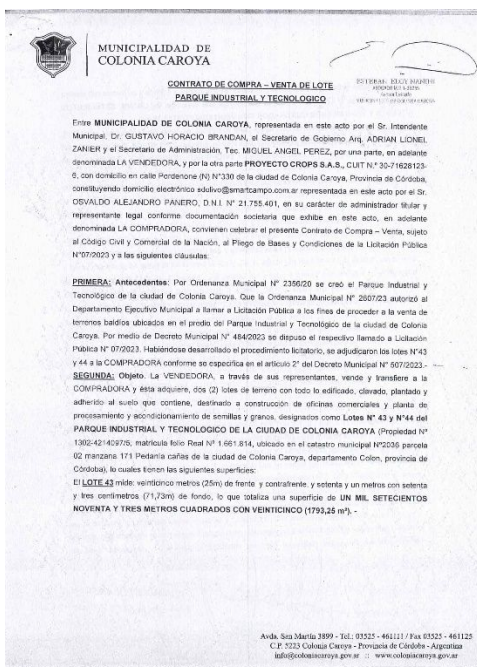 MUNICIPALIDAD DE
COLONIA CAROYA
CONTRATO DE COMPRA – VENTA DE LOTE
PARQUE INDUSTRIAL Y TECNOLOGICO
Entre MUNICIPALIDAD DE COLONIA CAROYA, representada en este acto por el Sr. Intendente
Municipal, Dr. GUSTAVO HORACIO BRANDAN, el Secretario de Gobierno Arq. ADRIAN LIONEL
ZANIER y el Secretario de Administración, Tec. MIGUEL ANGEL PEREZ, por una parte, en adelante
denominada LA VENDEDORA, y por la otra parte PROYECTO CROPS S.A.S., CUIT N.° 30-71628123-
6, con domicilio en calle Perdenone (N) N°330 de la ciudad de Colonia Caroya, Provincia de Córdoba,
constituyendo domicilio electrónico sdutivo@smartcampo.com.ar representada en este acto por el Sr.
OSVALDO ALEJANDRO PANERO, D.N.I. N° 21.755.401, en su carácter de administrador titular y
representante legal conforme documentación societaria que exhibe en este acto, en adelante
denominada LA COMPRADORA, convienen celebrar el presente Contrato de Compra – Venta, sujeto
al Código Civil y Comercial de la Nación, al Pliego de Bases y Condiciones de la Licitación Pública
N°07/2023 y a las siguientes cláusulas:
PRIMERA: Antecedentes: Por Ordenanza Municipal N° 2356/20 se creó el Parque Industrial y
Tecnológico de la ciudad de Colonia Caroya. Que la Ordenanza Municipal N° 2607/23 autorizó al
Departamento Ejecutivo Municipal a llamar a Licitación Pública a los fines de proceder a la venta de
terrenos baldíos ubicados en el predio del Parque Industrial y Tecnológico de la ciudad de Colonia
Caroya. Por medio de Decreto Municipal N° 484/2023 se dispuso el respectivo llamado a Licitación
Pública N° 07/2023. Habiéndose desarrollado el procedimiento licitatorio, se adjudicaron los lotes N°43
y 44 a la COMPRADORA conforme se especifica en el artículo 2° del Decreto Municipal N° 507/2023.-
SEGUNDA: Objeto. La VENDEDORA, a través de sus representantes, vende y transfiere a la
COMPRADORA y ésta adquiere, dos (2) lotes de terreno con todo lo edificado, clavado, plantado y
adherido al suelo que contiene, destinado a construcción de oficinas comerciales y planta de
procesamiento y acondicionamiento de semillas y granos, designados como Lotes N° 43 y N°44 del
PARQUE INDUSTRIAL Y TECNOLOGICO DE LA CIUDAD DE COLONIA CAROYA (Propiedad N°
1302-4214097/5, matrícula folio Real N° 1.661.814, ubicado en el catastro municipal N°2036 parcela
02 manzana 171 Pedanía cañas de la ciudad de Colonia Caroya, departamento Colon, provincia de
Córdoba), lo cuales tienen las siguientes superficies:
El LOTE 43 mide: veinticinco metros (25m) de frente y contrafrente, y setenta y un metros con setenta
y tres centímetros (71,73m) de fondo, lo que totaliza una superficie de UN MIL SETECIENTOS
NOVENTA Y TRES METROS CUADRADOS CON VEINTICINCO (1793,25 m²). -
Avda. San Martín 3899 - Tel.: 03525 - 461111 / Fax 03525 - 461125
C.P. 5223 Colonia Caroya - Provincia de Córdoba - Argentina
info@coloniacaroya.gov.ar :: www.coloniacaroya.gov.ar